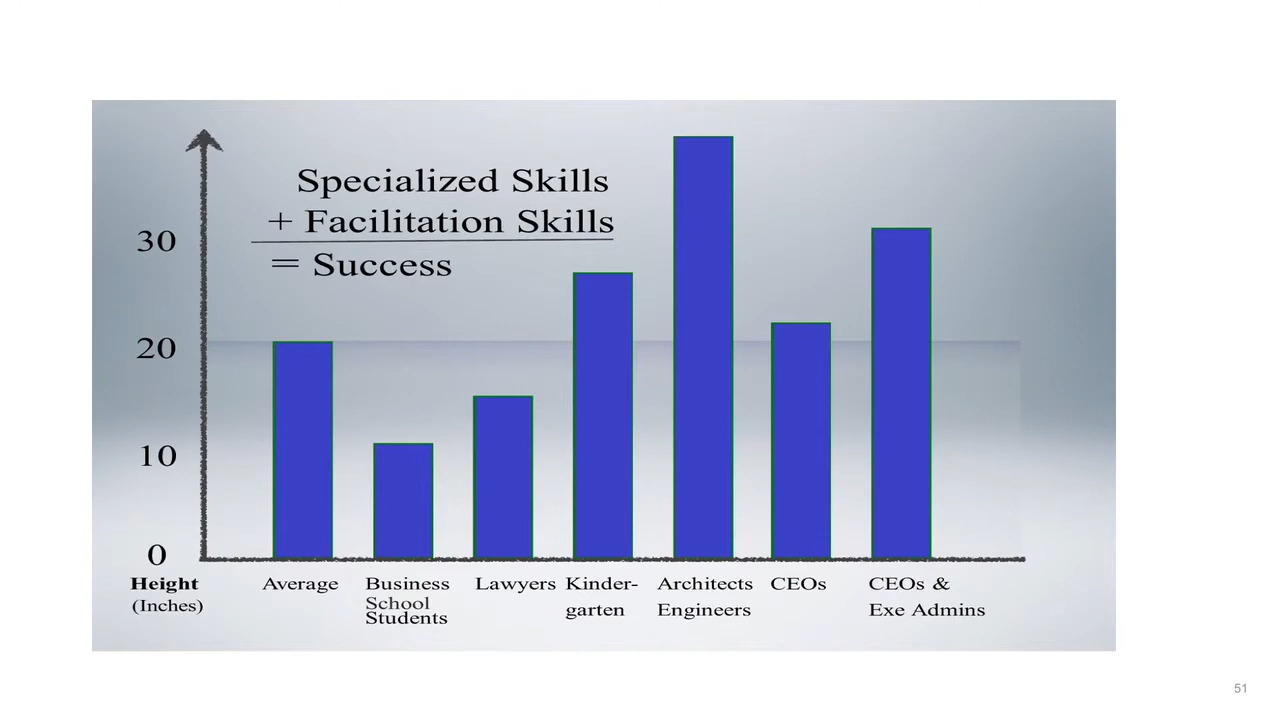 Specialized Skills
+ Facilitation Skills
= Success
30
20
10
0
Height
(Inches)
Average
Business
School
Students
Lawyers
Kinder-
garten
Architects
Engineers
CEOs
CEOs &
Exe Admins
51